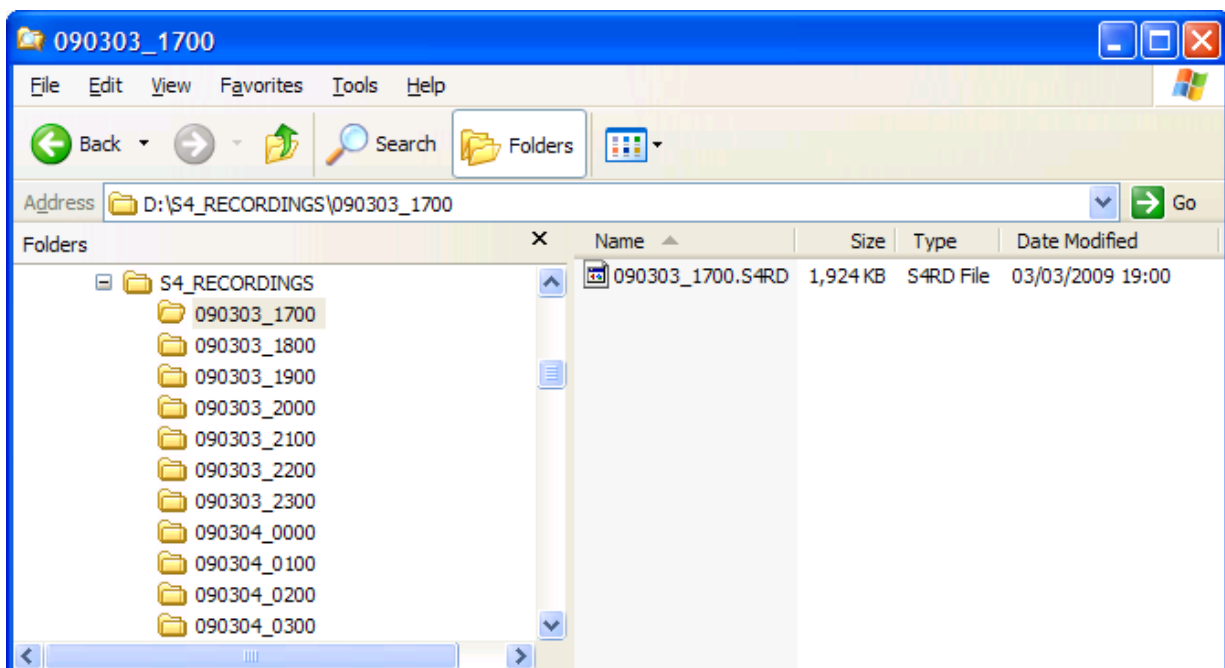 090303_1700
File Edit View Favorites Tools Help
Back Search Folders
Address D:\S4_RECORDINGS\090303_1700 Go
Folders x Name Size Type Date Modified
S4_RECORDINGS 090303_1700.S4RD 1,924 KB S4RD File 03/03/2009 19:00
090303_1700
090303_1800
090303_1900
090303_2000
090303_2100
090303_2200
090303_2300
090304_0000
090304_0100
090304_0200
090304_0300